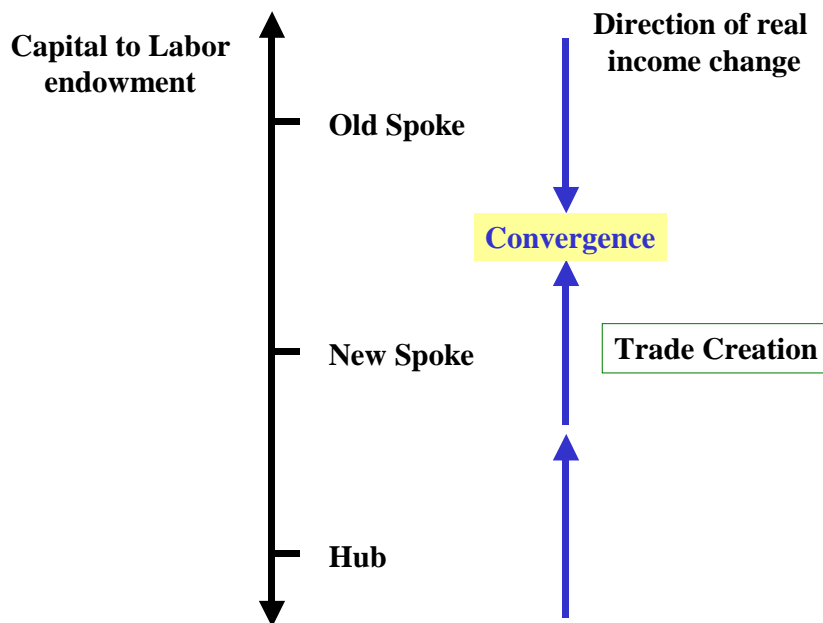 Capital to Labor
endowment
Direction of real
income change
Old Spoke
Convergence
New Spoke
Trade Creation
Hub